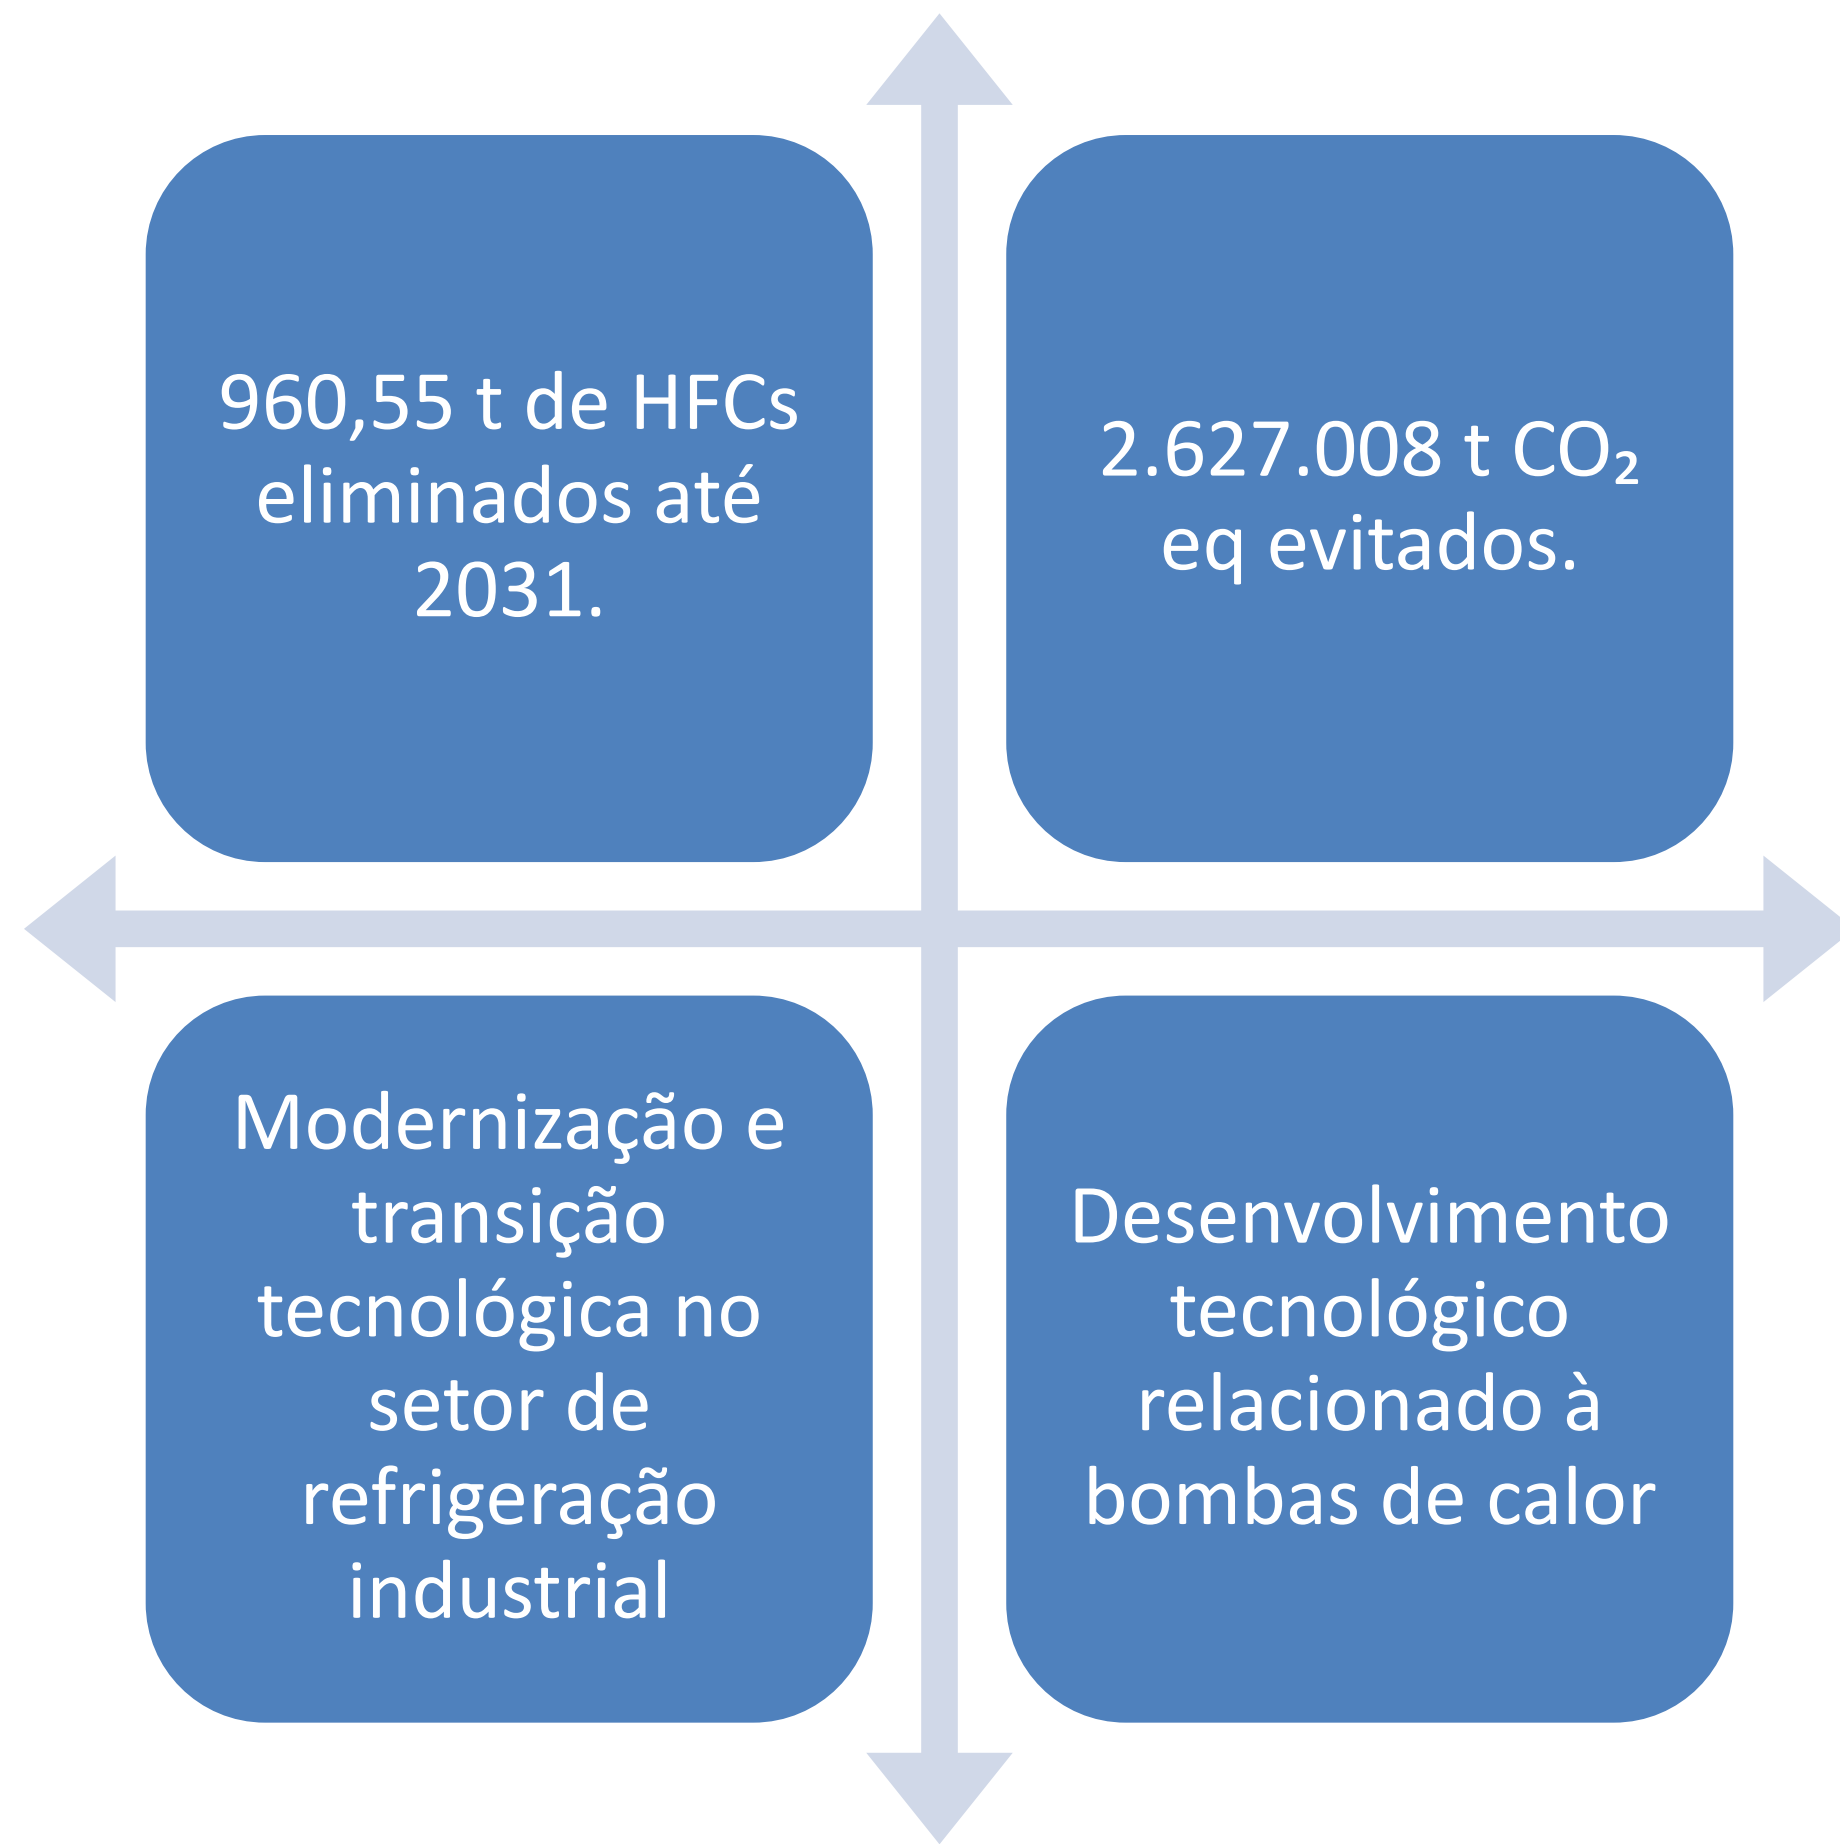 960,55 t de HFCs
eliminados até
2031.
2.627.008 t CO₂
eq evitados.
Modernização e
transição
tecnológica no
setor de
refrigeração
industrial
Desenvolvimento
tecnológico
relacionado à
bombas de calor